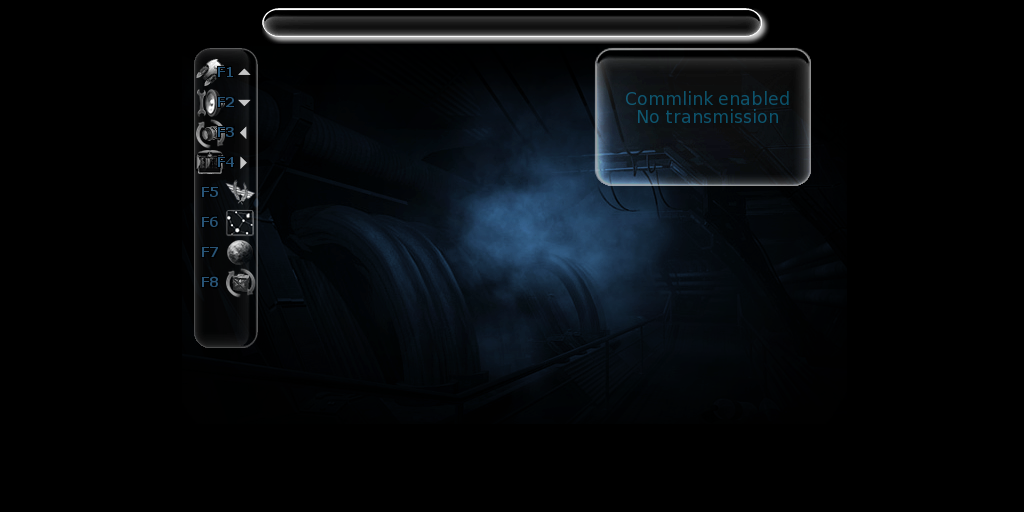 F1
F2
F3
F4
F5
F6
F7
F8
Commlink enabled
No transmission